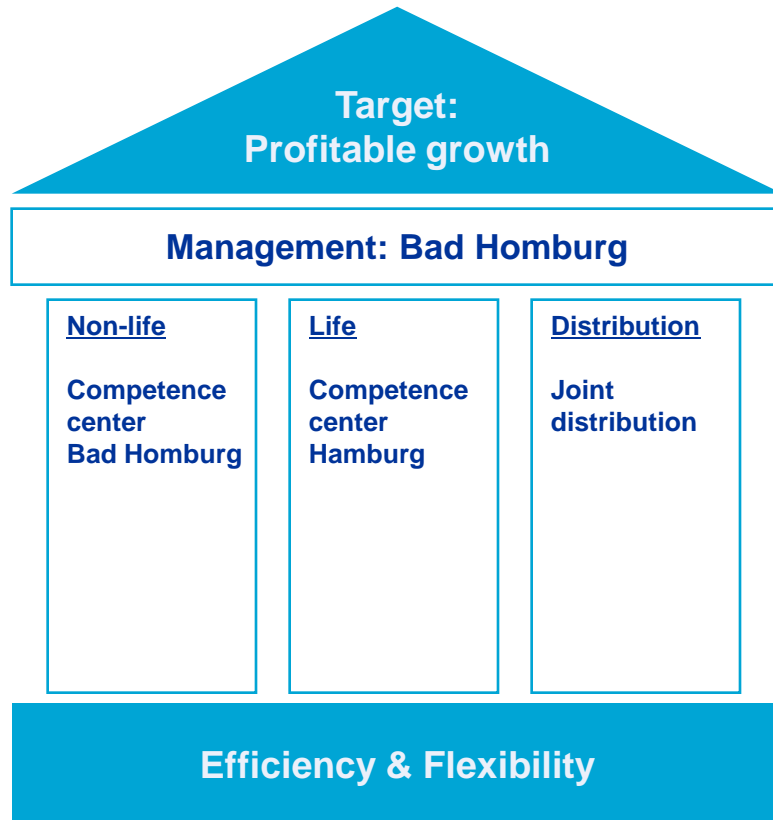 Target:
Profitable growth
Management: Bad Homburg
Non-life
Competence
center
Bad Homburg
Life
Competence
center
Hamburg
Distribution
Joint
distribution
Efficiency & Flexibility